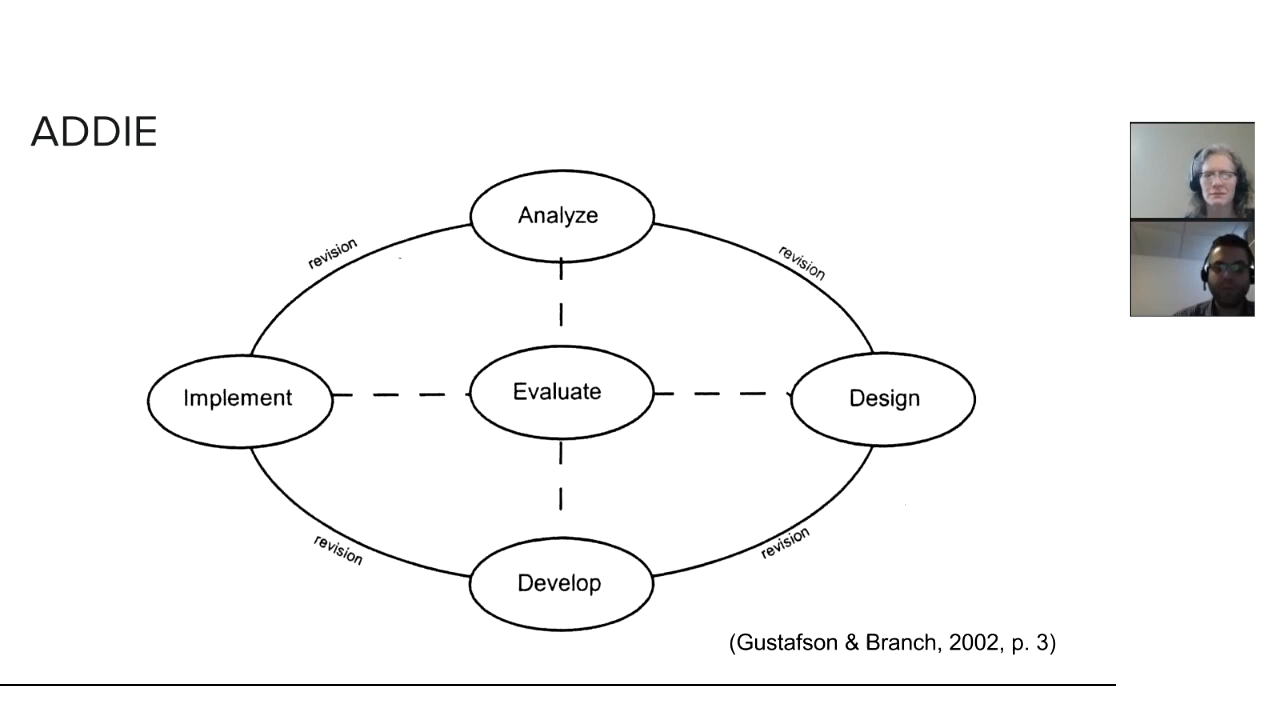 ADDIE
Analyze
revision
revision
Implement
Evaluate
Design
revision
revision
Develop
(Gustafson & Branch, 2002, p. 3)